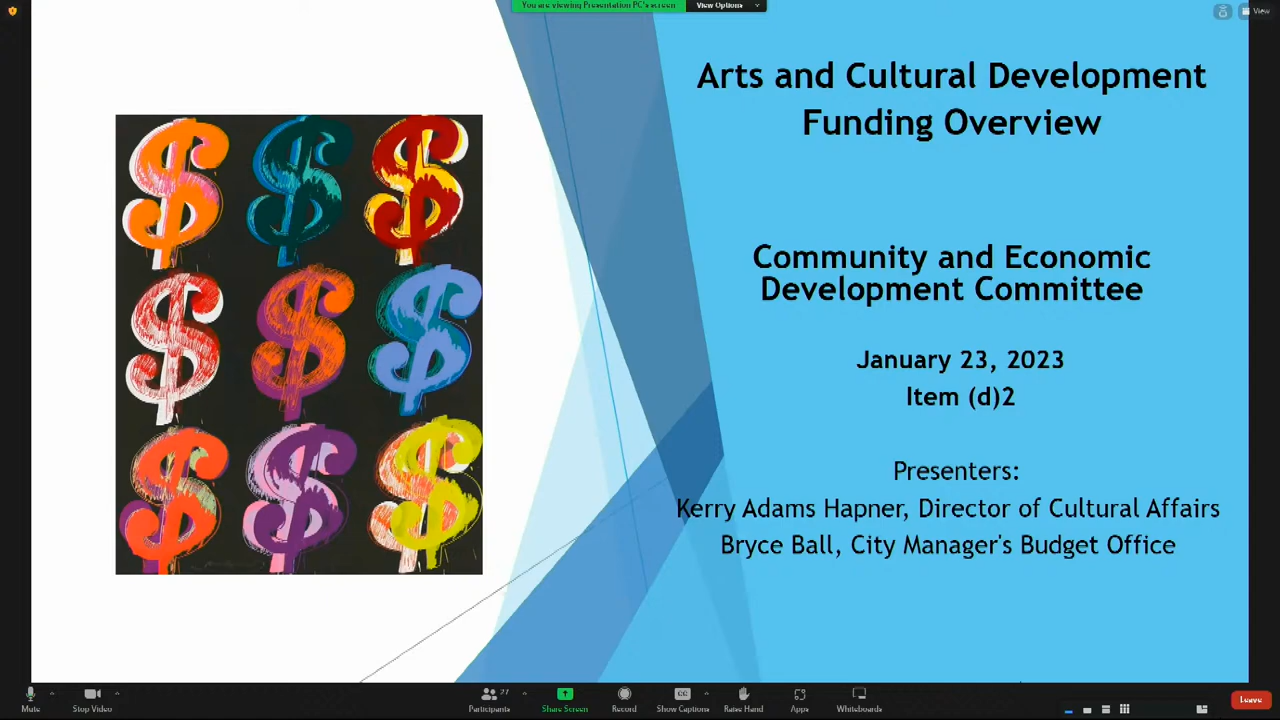 You are viewing Presentation PC's screen
View Options
View
Arts and Cultural Development
Funding Overview
Community and Economic
Development Committee
January 23, 2023
Item (d)2
Presenters:
Kerry Adams Hapner, Director of Cultural Affairs
Bryce Ball, City Manager's Budget Office
Mute
Stop Video
Participants
27
Share Screen
Record
CC
Show Captions
Raise Hand
Apps
Whiteboards
Leave